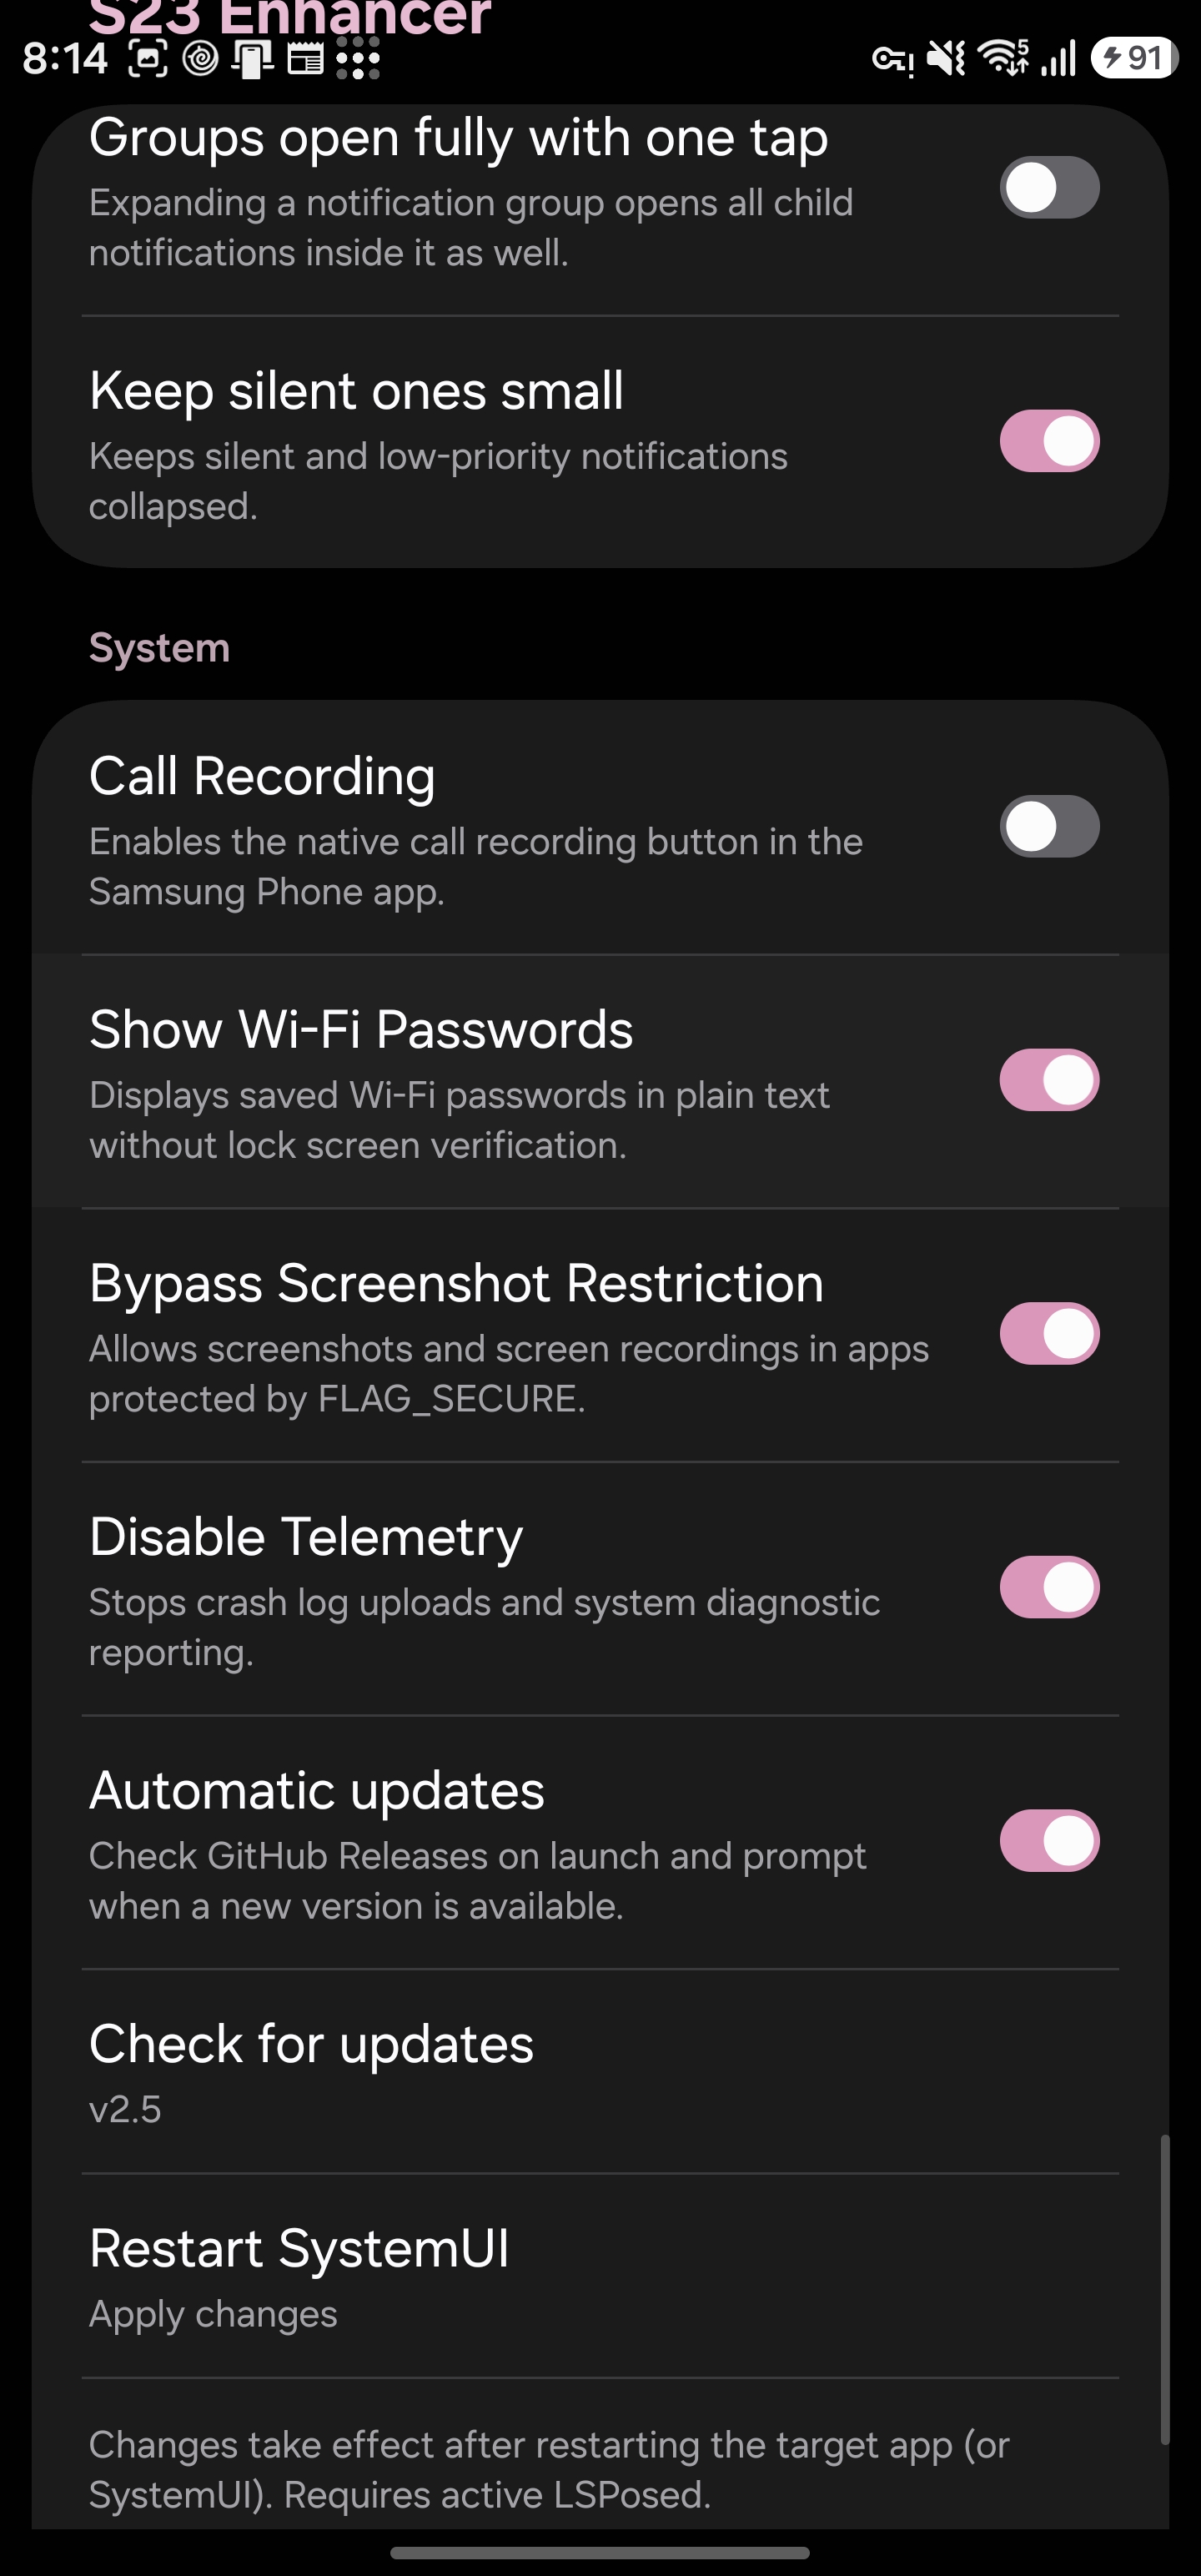 S23 Enhancer
8:14
5
91
Groups open fully with one tap
Expanding a notification group opens all child
notifications inside it as well.
Keep silent ones small
Keeps silent and low-priority notifications
collapsed.
System
Call Recording
Enables the native call recording button in the
Samsung Phone app.
Show Wi-Fi Passwords
Displays saved Wi-Fi passwords in plain text
without lock screen verification.
Bypass Screenshot Restriction
Allows screenshots and screen recordings in apps
protected by FLAG_SECURE.
Disable Telemetry
Stops crash log uploads and system diagnostic
reporting.
Automatic updates
Check GitHub Releases on launch and prompt
when a new version is available.
Check for updates
v2.5
Restart SystemUI
Apply changes
Changes take effect after restarting the target app (or
SystemUI). Requires active LSPosed.